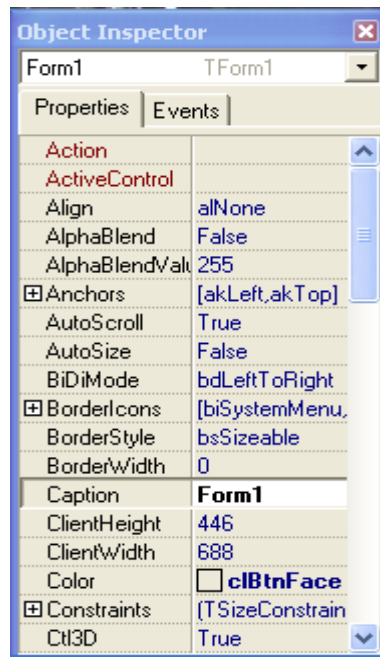 Object Inspector
Form1 TForm1
Properties Events
Action
ActiveControl
Align alNone
AlphaBlend False
AlphaBlendValu 255
Anchors [akLeft,akTop]
AutoScroll True
AutoSize False
BiDiMode bdLeftToRight
BorderIcons [biSystemMenu,
BorderStyle bsSizeable
BorderWidth 0
Caption Form1
ClientHeight 446
ClientWidth 688
Color clBtnFace
Constraints (TSizeConstrain
Ctl3D True